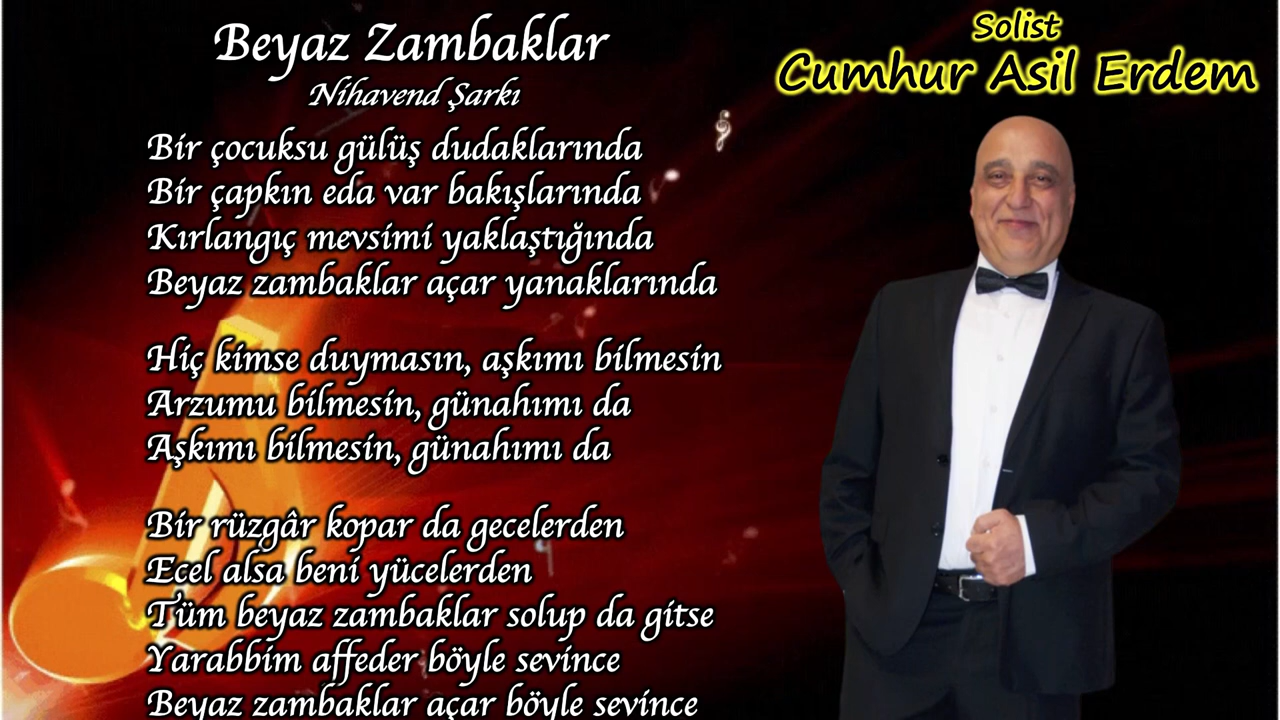 Beyaz Zambaklar
Nihavend Şarkı
Solist
Cumhur Asil Erdem
Bir çocuksu gülüş dudaklarında
Bir çapkın eda var bakışlarında
Kırlangıç mevsimi yaklaştığında
Beyaz zambaklar açar yanaklarında
Hiç kimse duymasın, aşkımı bilmesin
Arzumu bilmesin, günahımı da
Aşkımı bilmesin, günahımı da
Bir rüzgâr kopar da gecelerden
Ecel alsa beni yücelerden
Tüm beyaz zambaklar solup da gitse
Yarabbim affeder böyle sevince
Beyaz zambaklar açar böyle sevince